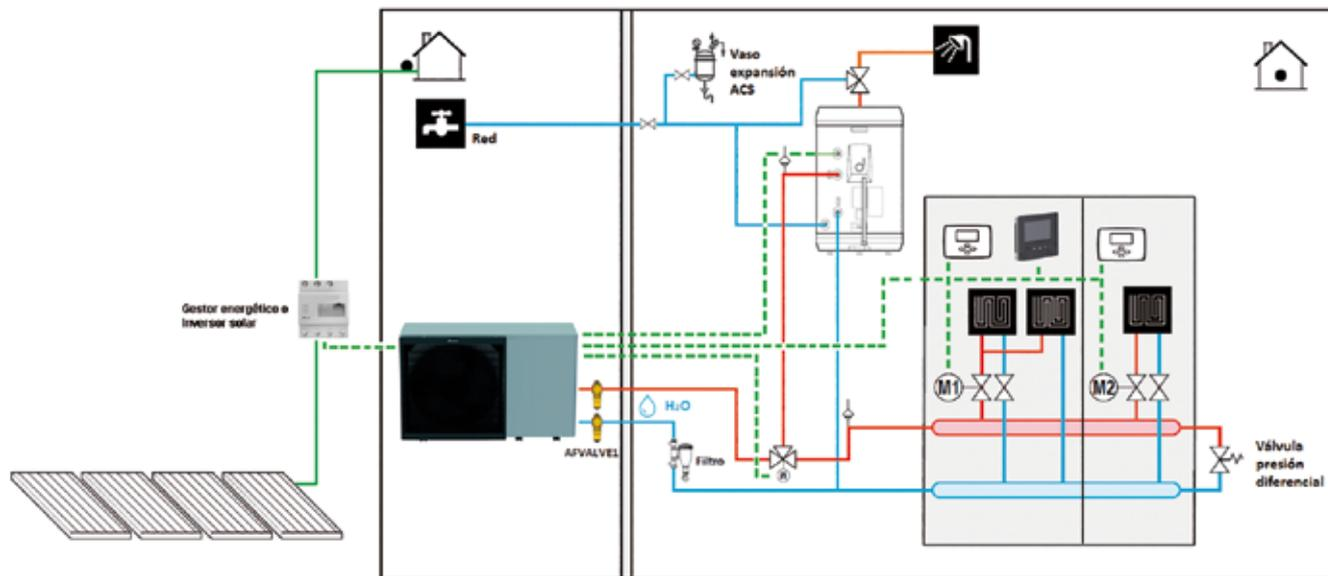 Vaso
expansión
ACS
Red
Gestor energético o
Inversor solar
H₂O
AFVALVE1
Filtro
M1
M2
Válvula
presión
diferencial